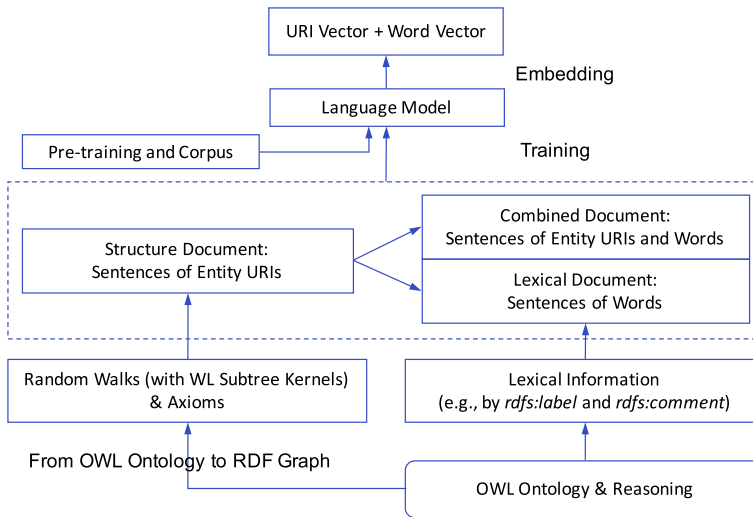 URI Vector + Word Vector
Embedding
Language Model
Pre-training and Corpus
Training
Combined Document:
Sentences of Entity URIs and Words
Structure Document:
Sentences of Entity URIs
Lexical Document:
Sentences of Words
Random Walks (with WL Subtree Kernels)
& Axioms
Lexical Information
(e.g., by rdfs:label and rdfs:comment)
From OWL Ontology to RDF Graph
OWL Ontology & Reasoning